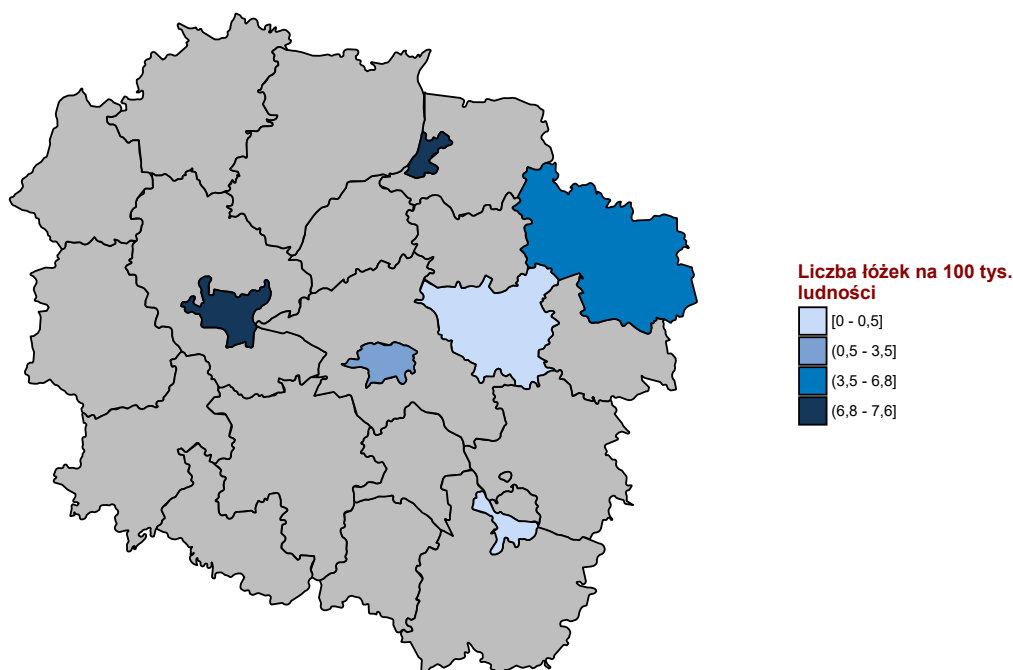 Liczba łóżek na 100 tys.
ludności
[0 - 0,5]
(0,5 - 3,5]
(3,5 - 6,8]
(6,8 - 7,6]